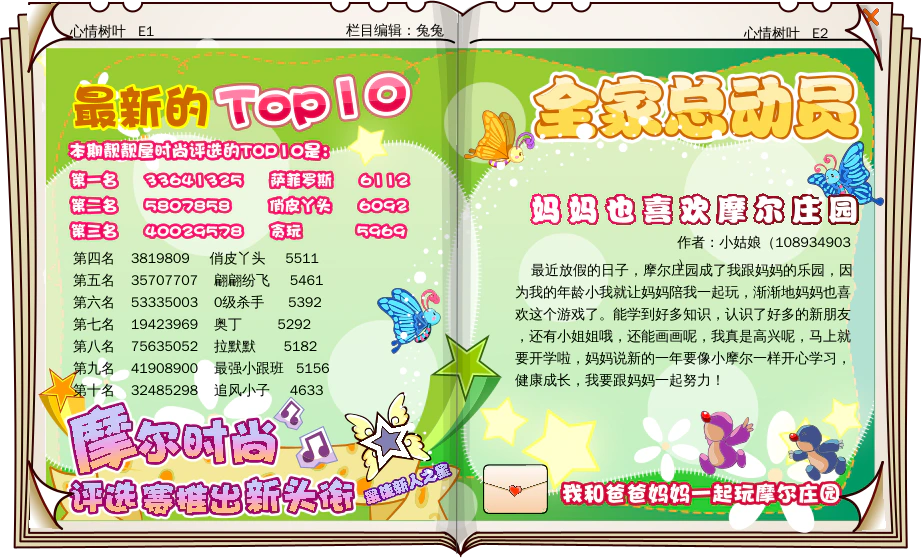 心情树叶 E1
栏目编辑：兔兔
最新的Top10
本期靓靓屋时尚评选的TOP10是：
第一名 33641325 萨菲罗斯 6112
第二名 5807858 俏皮丫头 6092
第三名 40029578 贪玩 5969
第四名 3819809 俏皮丫头 5511
第五名 35707707 翩翩纷飞 5461
第六名 53335003 0级杀手 5392
第七名 19423969 奥丁 5292
第八名 75635052 拉默默 5182
第九名 41908900 最强小跟班 5156
第十名 32485298 追风小子 4633
摩尔时尚
评选赛推出新头衔
星练新人之星
心情树叶 E2
全家总动员
妈妈也喜欢摩尔庄园
作者：小姑娘（108934903
）
最近放假的日子，摩尔庄园成了我跟妈妈的乐园，因
为我的年龄小我就让妈妈陪我一起玩，渐渐地妈妈也喜
欢这个游戏了。能学到好多知识，认识了好多的新朋友
，还有小姐姐哦，还能画画呢，我真是高兴呢，马上就
要开学啦，妈妈说新的一年要像小摩尔一样开心学习，
健康成长，我要跟妈妈一起努力！
我和爸爸妈妈一起玩摩尔庄园